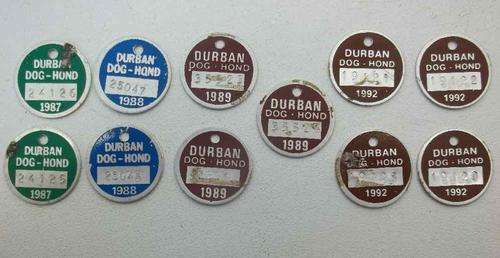 DURBAN
DOG - HOND
24126
1987
DURBAN
DOG - HOND
25047
1988
DURBAN
DOG · HOND
1989
DURBAN
DOG · HOND
1989
DURBAN
DOG · HOND
1992
DURBAN
DOG · HOND
1992
DURBAN
DOG - HOND
24125
1987
DURBAN
DOG - HOND
1988
DURBAN
DOG · HOND
1989
DURBAN
DOG · HOND
1992
DURBAN
DOG · HOND
19120
1992